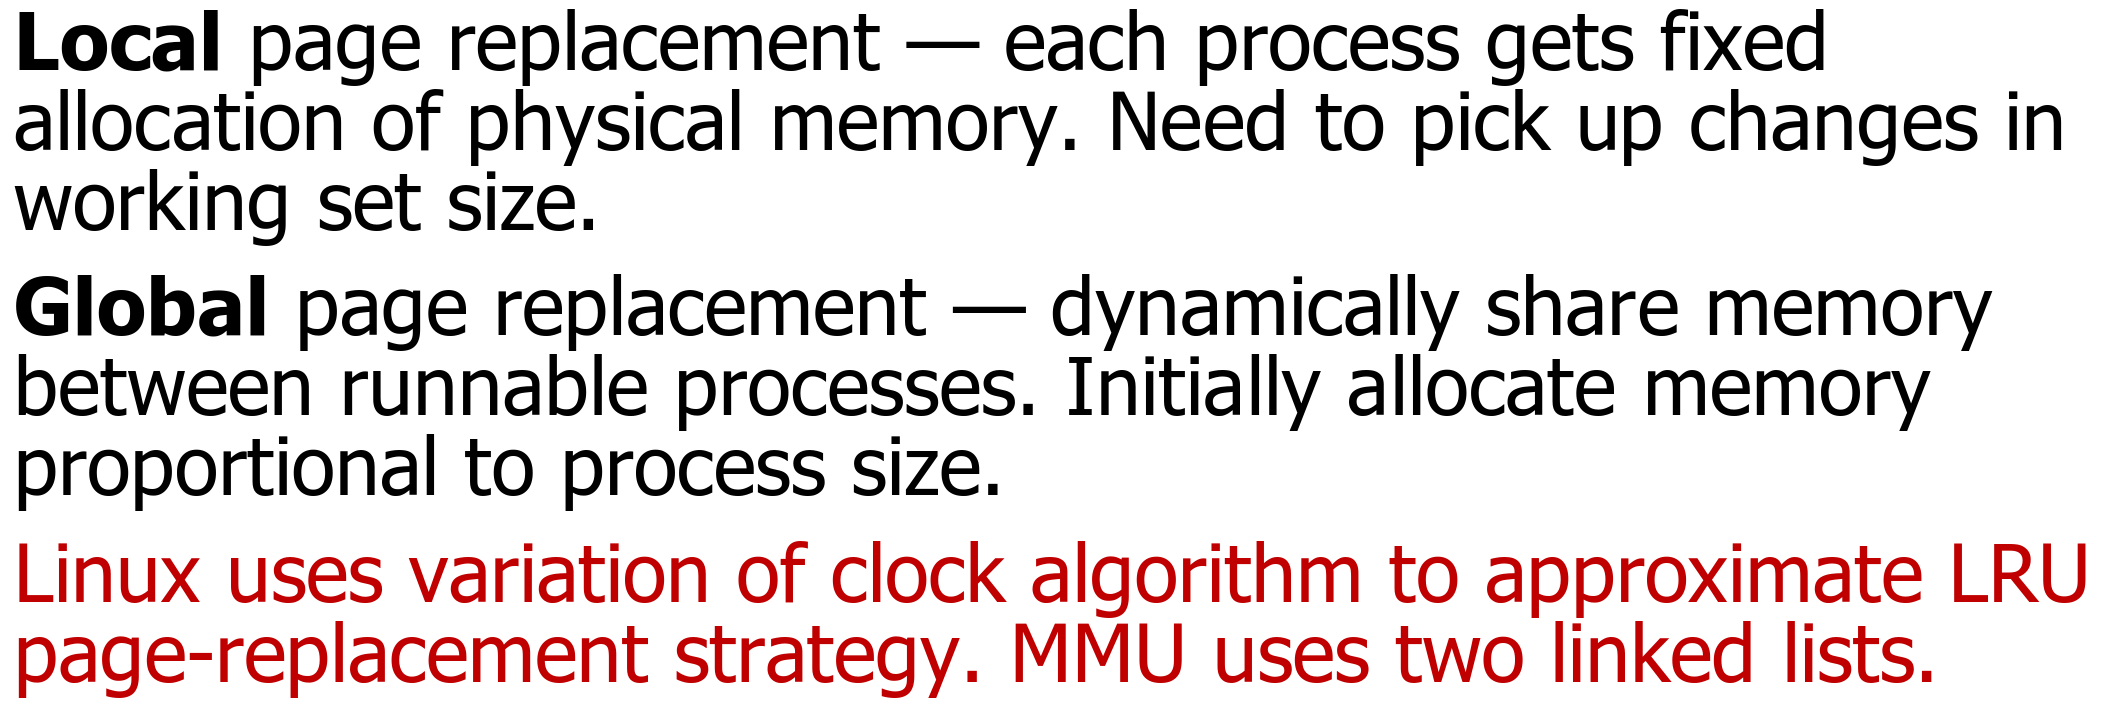 Local page replacement — each process gets fixed
allocation of physical memory. Need to pick up changes in
working set size.
Global page replacement — dynamically share memory
between runnable processes. Initially allocate memory
proportional to process size.
Linux uses variation of clock algorithm to approximate LRU
page-replacement strategy. MMU uses two linked lists.